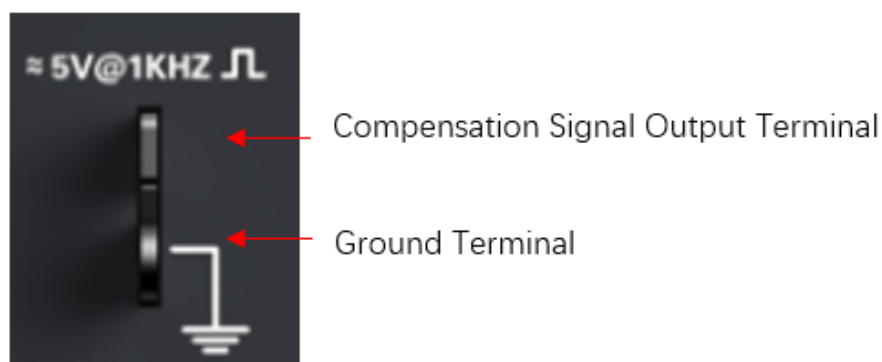 ≈ 5V@1KHZ
Compensation Signal Output Terminal
Ground Terminal